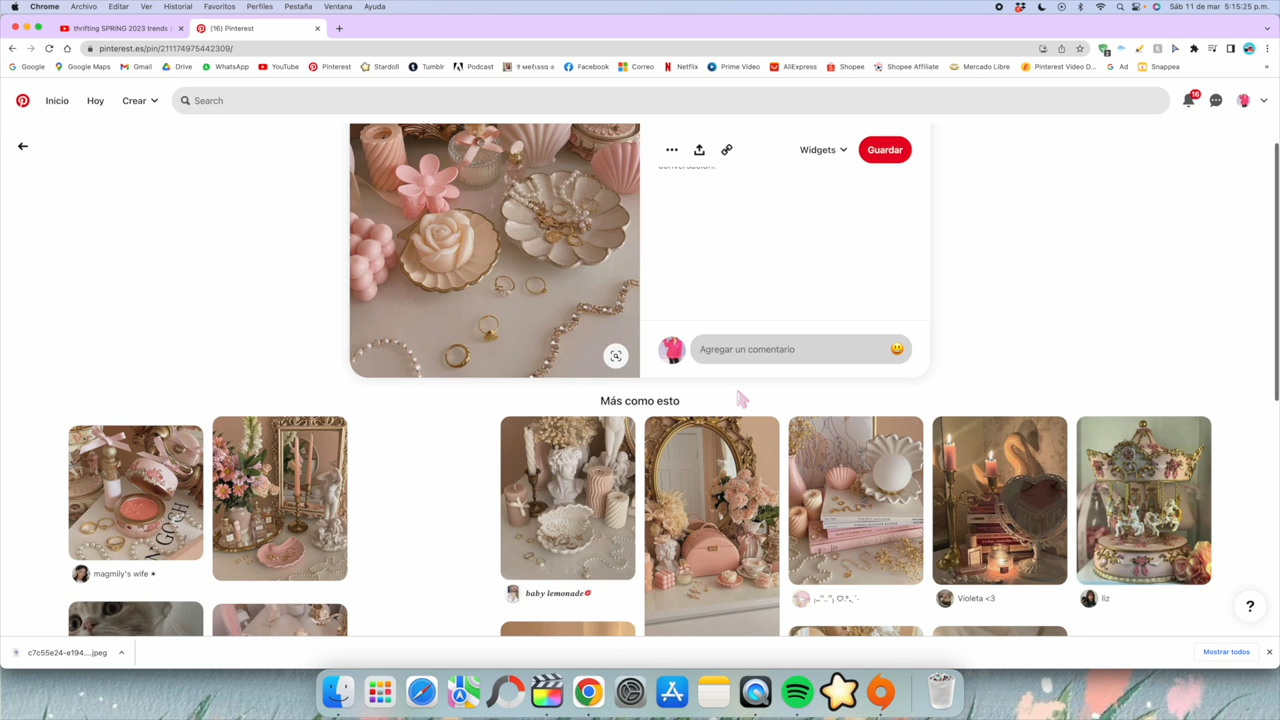 Chrome Archivo Editar Ver Historial Favoritos Perfiles Pestaña Ventana Ayuda Sáb 11 de mar 5:15:25 p.m.
thrifting SPRING 2023 trends | (16) Pinterest
pinterest.es/pin/211174975442309/
Google Google Maps Gmail Drive WhatsApp YouTube Pinterest Stardoll Tumblr Podcast Facebook Correo Netflix Prime Video AliExpress Shopee Shopee Affiliate Mercado Libre Pinterest Video D... Ad Snappea »
Inicio Hoy Crear Search 16
Widgets Guardar
conversación.
Agregar un comentario
Más como esto
N GOGH
magmily's wife
baby lemonade
Violeta <3
liz
?
c7c55e24-e194....jpeg Mostrar todos